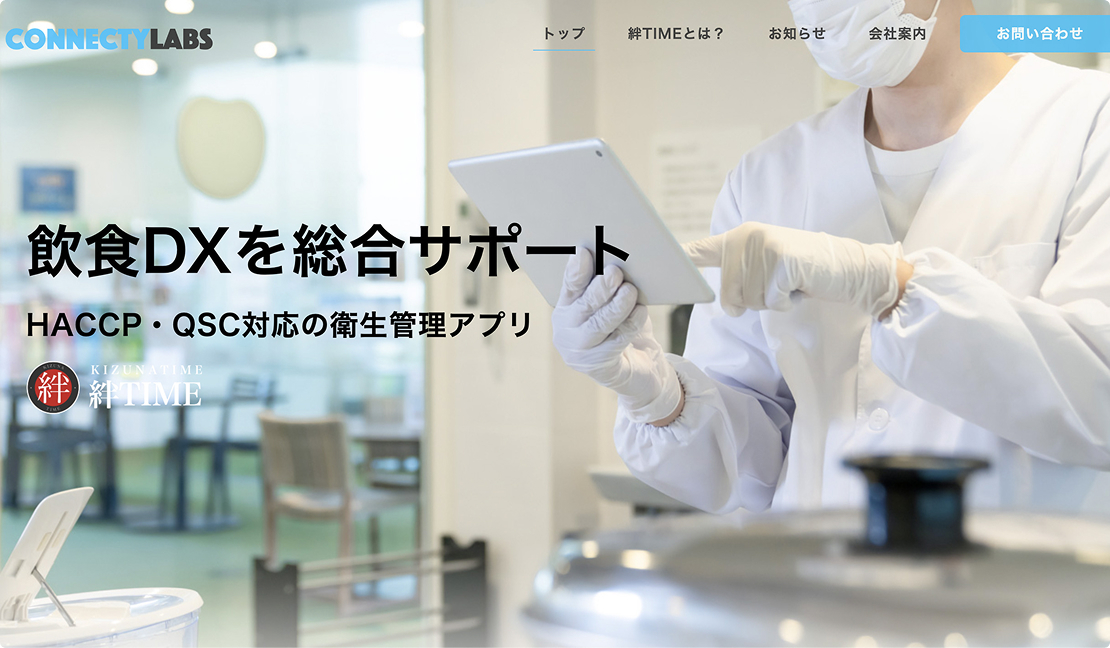 CONNECTYLABS
トップ
絆TIMEとは？
お知らせ
会社案内
お問い合わせ
飲食DXを総合サポート
HACCP・QSC対応の衛生管理アプリ
KIZUNA
絆
TIME
KIZUNATIME
絆TIME